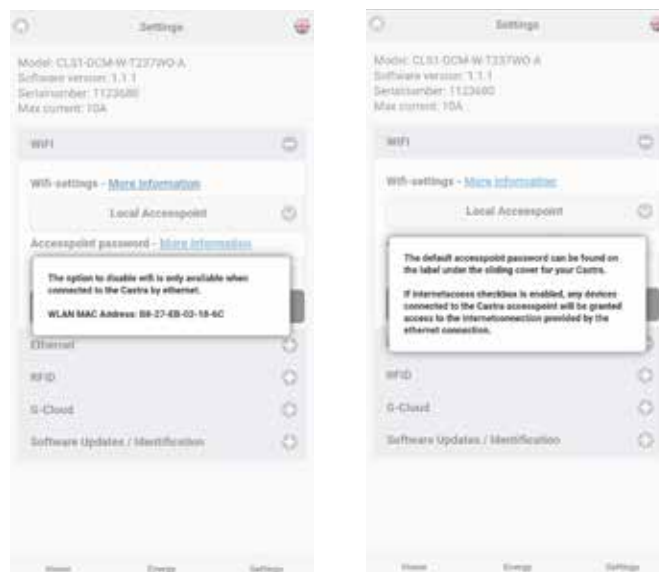 Settings
Model: CLS1-DCM-W-T237WO-A
Software version: 1.1.1
Serialnumber: 1123680
Max current: 10A
WIFI
Wifi-settings - More Information
Local Accesspoint
Accesspoint password - More Information
The option to disable wifi is only available when
connected to the Castra by ethernet.
WLAN MAC Address: B8-27-EB-03-18-6C
Ethernet
RFID
G-Cloud
Software Updates / Identification
Home Energy Settings
Settings
Model: CLS1-DCM-W-T237WO-A
Software version: 1.1.1
Serialnumber: 1123680
Max current: 10A
WIFI
Wifi-settings - More Information
Local Accesspoint
The default accesspoint password can be found on
the label under the sliding cover for your Castra.
If internetaccess checkbox is enabled, any devices
connected to the Castra accesspoint will be granted
access to the internetconnection provided by the
ethernet connection.
RFID
G-Cloud
Software Updates / Identification
Home Energy Settings